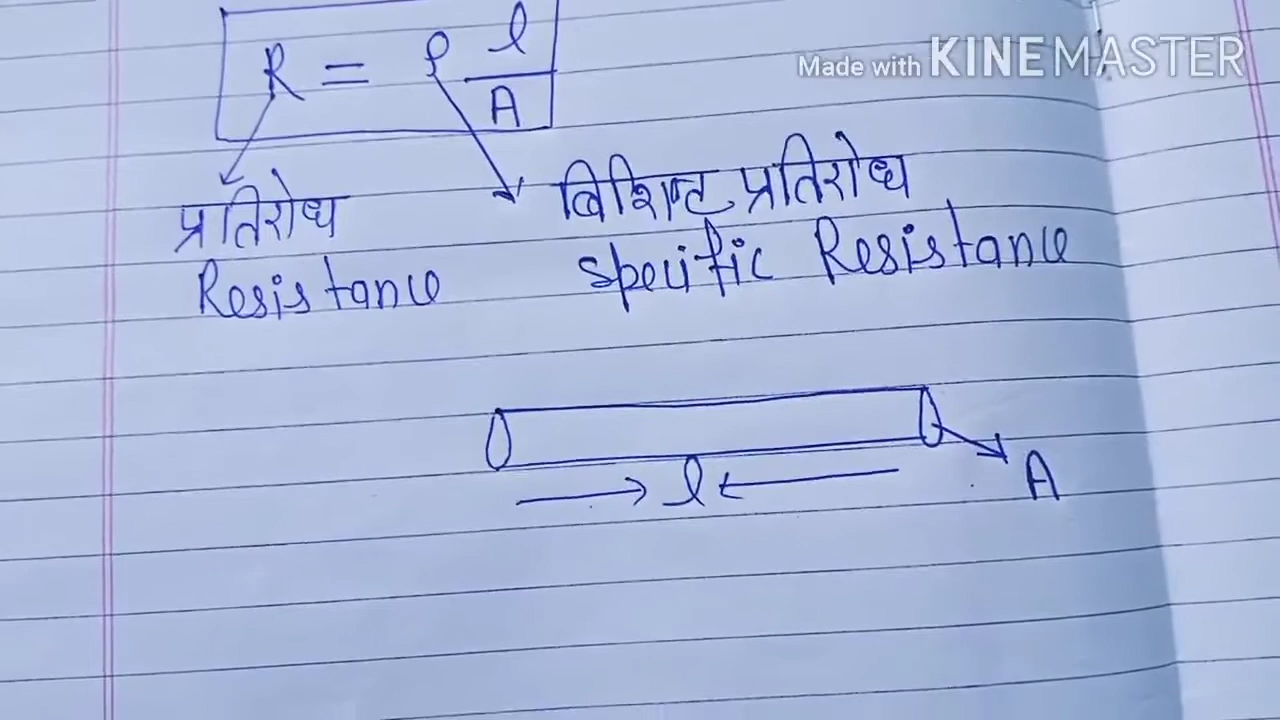 Made with KINEMASTER
R = ρ l/A
प्रतिरोध
Resistance
विशिष्ट प्रतिरोध
specific Resistance
l
A